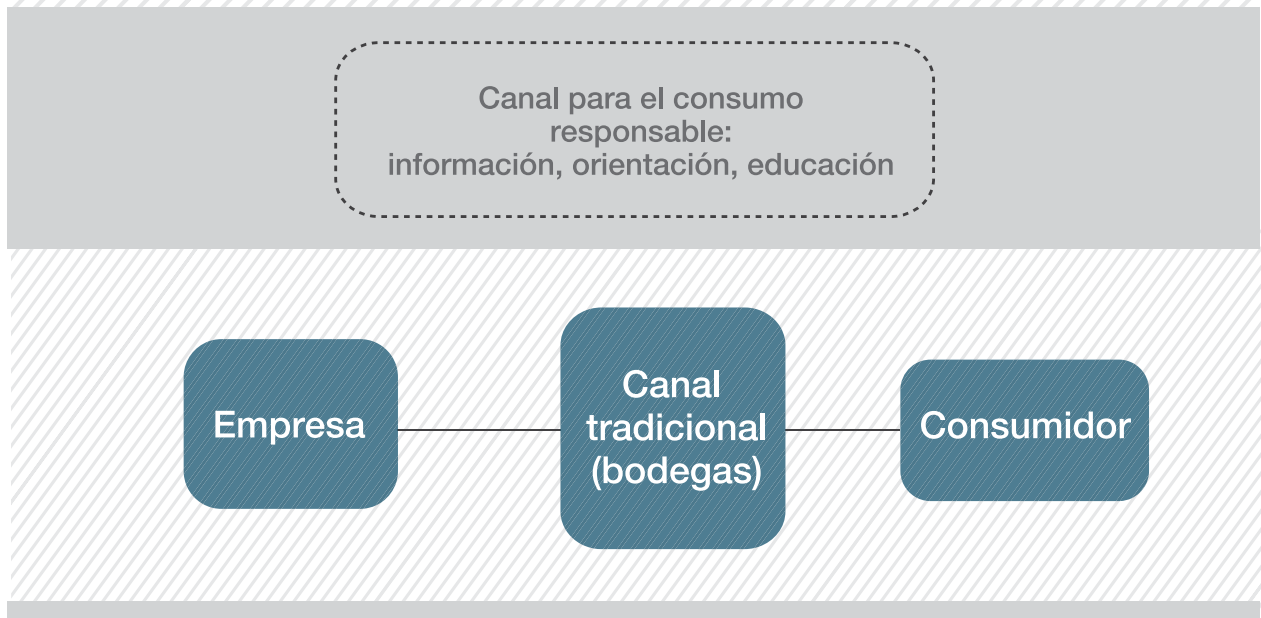 Canal para el consumo
responsable:
información, orientación, educación
Empresa
Canal
tradicional
(bodegas)
Consumidor